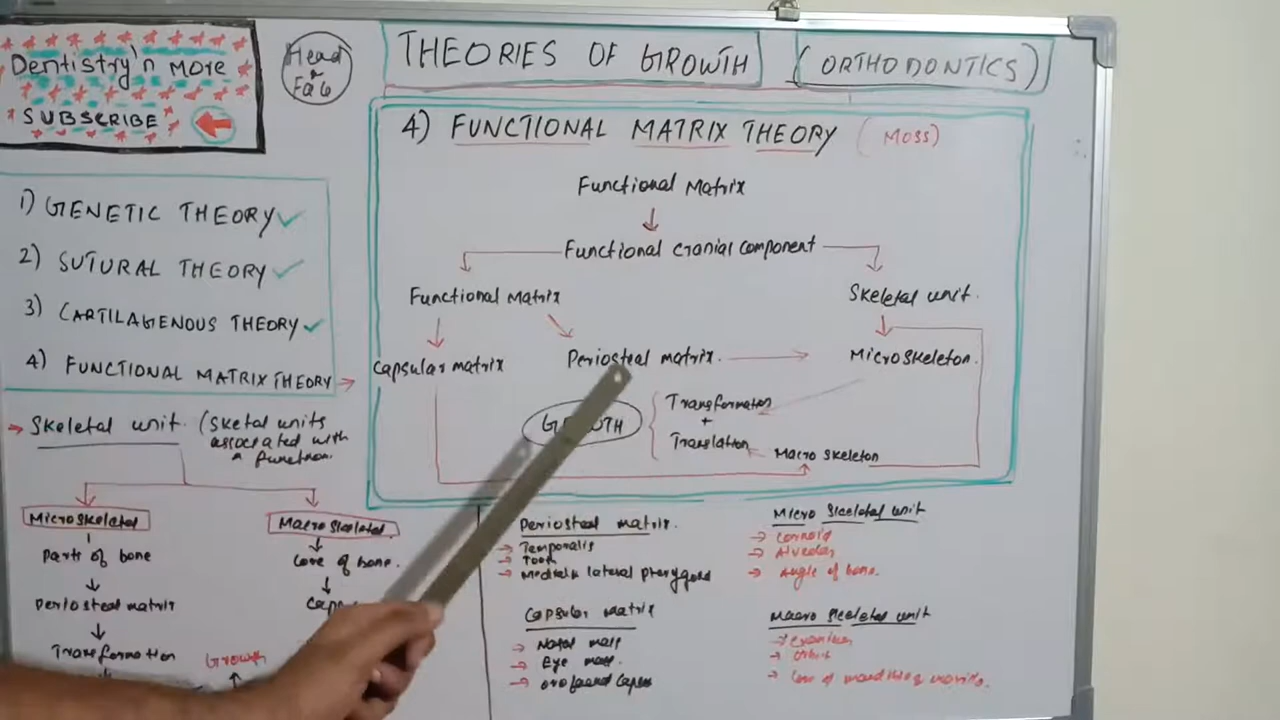 Dentistry'n More
SUBSCRIBE
Head
&
THEORIES OF GROWTH (ORTHODONTICS)
1) GENETIC THEORY ✓
2) SUTURAL THEORY ✓
3) CARTILAGENOUS THEORY ✓
4) FUNCTIONAL MATRIX THEORY →
4) FUNCTIONAL MATRIX THEORY (MOSS)
Functional Matrix
Functional cranial component
Functional Matrix
Skeletal unit.
Capsular matrix
Periosteal matrix.
Microskeleton.
Transformation
+
Translation
Macro skeleton
→ Skeletal unit. (Sketal units
associated with
a function.
Microskeletal
Parts of bone
Periosteal matrix
Transformation
Growth
Macroskeletal
Core of bone.
Periosteal matrix.
→ Temporalis
→ Tooth
→ Medial & lateral pterygoid
Capsular matrix
→ Neural mass
→ Eye mass.
→ orofacial Capsule
Micro skeletal unit
→ Coronoid
→ Alveolar
→ Angle of bone.
Macro skeletal unit
→ cranium
→ orbit